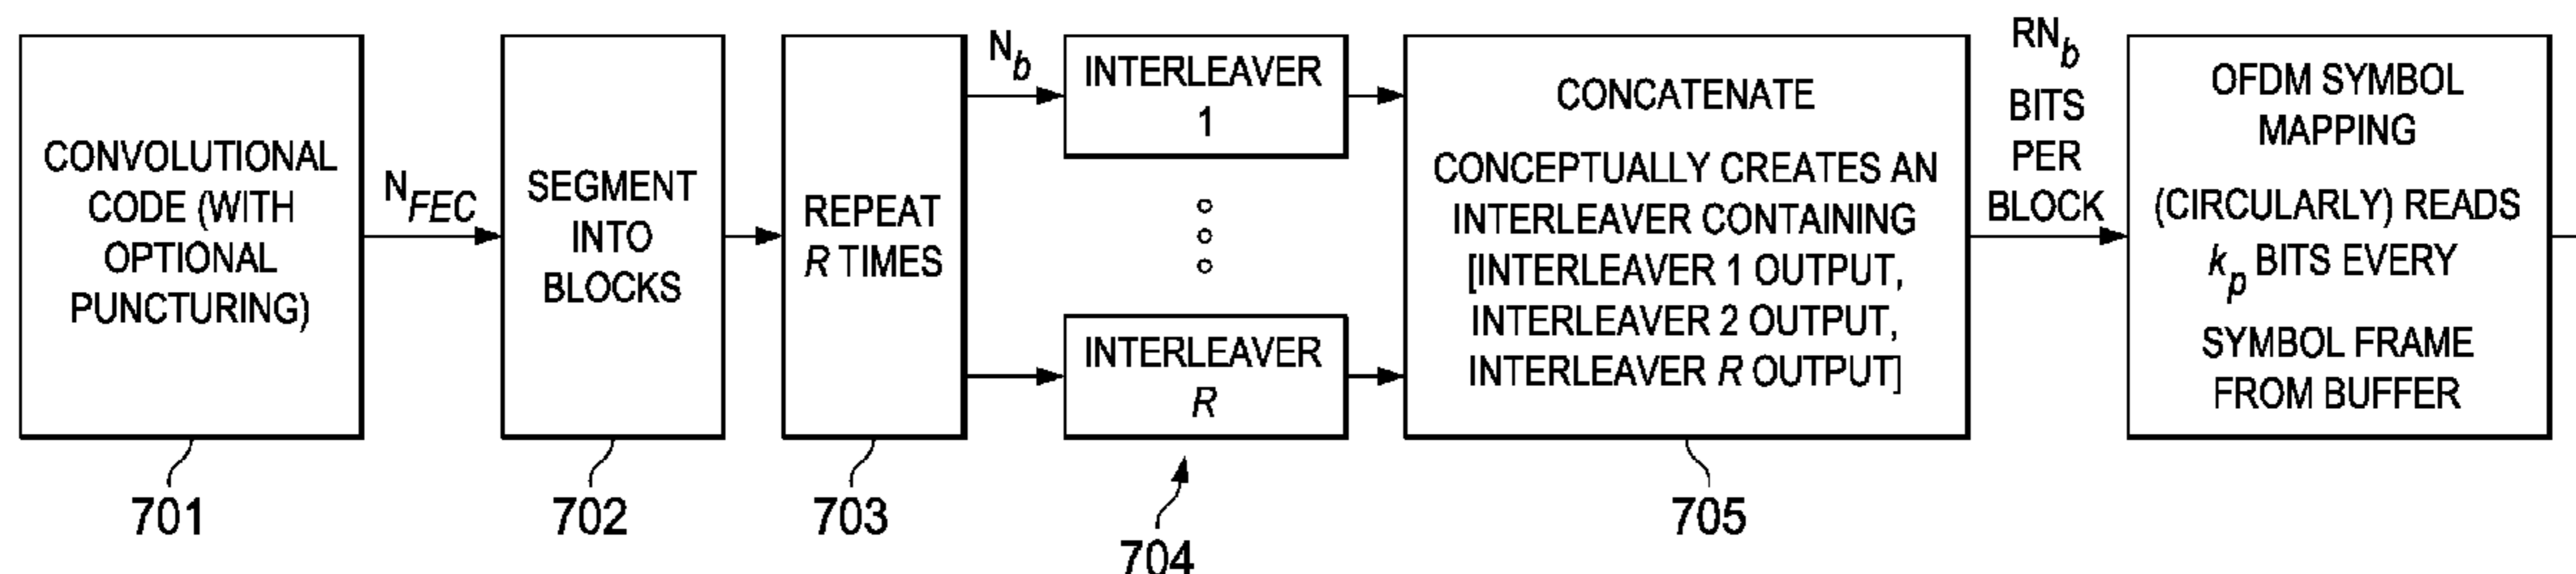 CONVOLUTIONAL
CODE (WITH
OPTIONAL
PUNCTURING)
N_FEC
SEGMENT
INTO
BLOCKS
REPEAT
R TIMES
N_b
INTERLEAVER
1
INTERLEAVER
R
CONCATENATE
CONCEPTUALLY CREATES AN
INTERLEAVER CONTAINING
[INTERLEAVER 1 OUTPUT,
INTERLEAVER 2 OUTPUT,
INTERLEAVER R OUTPUT]
RN_b
BITS
PER
BLOCK
OFDM SYMBOL
MAPPING
(CIRCULARLY) READS
k_p BITS EVERY
SYMBOL FRAME
FROM BUFFER
701
702
703
704
705